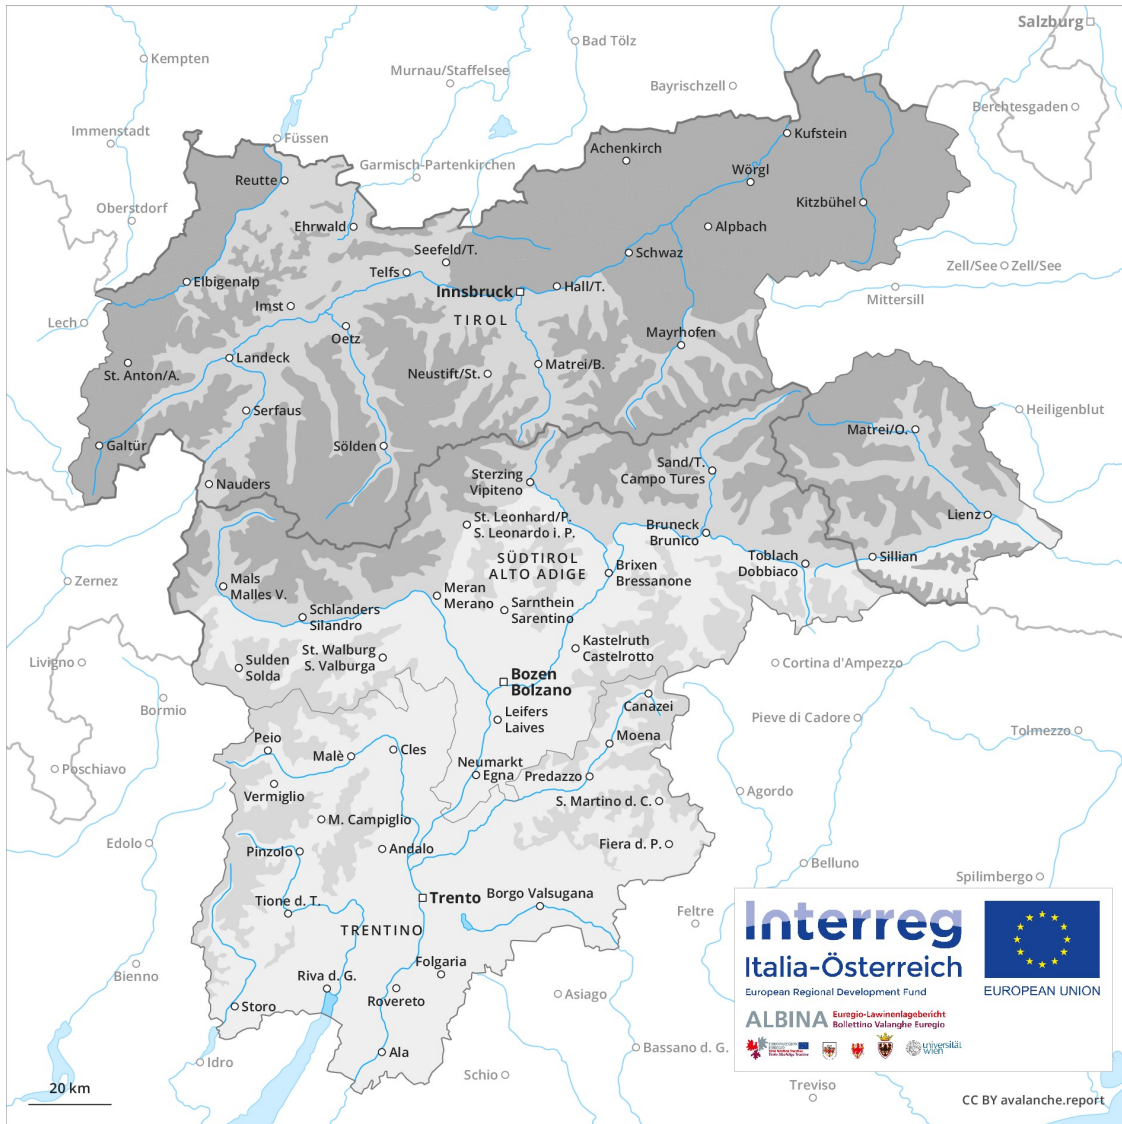 Salzburg
Bad Tölz
Kempten
Murnau/Staffelsee
Bayrischzell
Berchtesgaden
Immenstadt
Füssen
Kufstein
Achenkirch
Garmisch-Partenkirchen
Wörgl
Reutte
Kitzbühel
Oberstdorf
Ehrwald
Alpbach
Seefeld/T.
Schwaz
Telfs
Zell/See
Zell/See
Elbigenalp
Innsbruck
Hall/T.
Mittersill
Imst
TIROL
Lech
Oetz
Mayrhofen
Landeck
Matrei/B.
St. Anton/A.
Neustift/St.
Serfaus
Heiligenblut
Matrei/O.
Galtür
Sölden
Sand/T.
Campo Tures
Sterzing
Vipiteno
Nauders
Lienz
St. Leonhard/P.
S. Leonardo i. P.
Bruneck
Brunico
SÜDTIROL
ALTO ADIGE
Toblach
Dobbiaco
Sillian
Brixen
Bressanone
Zernez
Mals
Malles V.
Meran
Merano
Sarnthein
Sarentino
Schlanders
Silandro
Kastelruth
Castelrotto
St. Walburg
S. Valburga
Livigno
Sulden
Solda
Cortina d'Ampezzo
Bozen
Bolzano
Bormio
Canazei
Leifers
Laives
Pieve di Cadore
Tolmezzo
Peio
Moena
Malè
Cles
Neumarkt
Egna
Predazzo
Poschiavo
Vermiglio
Agordo
S. Martino d. C.
M. Campiglio
Edolo
Pinzolo
Andalo
Fiera d. P.
Belluno
Spilimbergo
Tione d. T.
Trento
Borgo Valsugana
Feltre
TRENTINO
Folgaria
Bienno
Riva d. G.
Rovereto
Asiago
Storo
Bassano d. G.
Ala
Idro
Schio
Treviso
20 km
Interreg
Italia-Österreich
European Regional Development Fund
EUROPEAN UNION
ALBINA
Euregio-Lawinenlagebericht
Bollettino Valanghe Euregio
universität
wien
CC BY avalanche.report